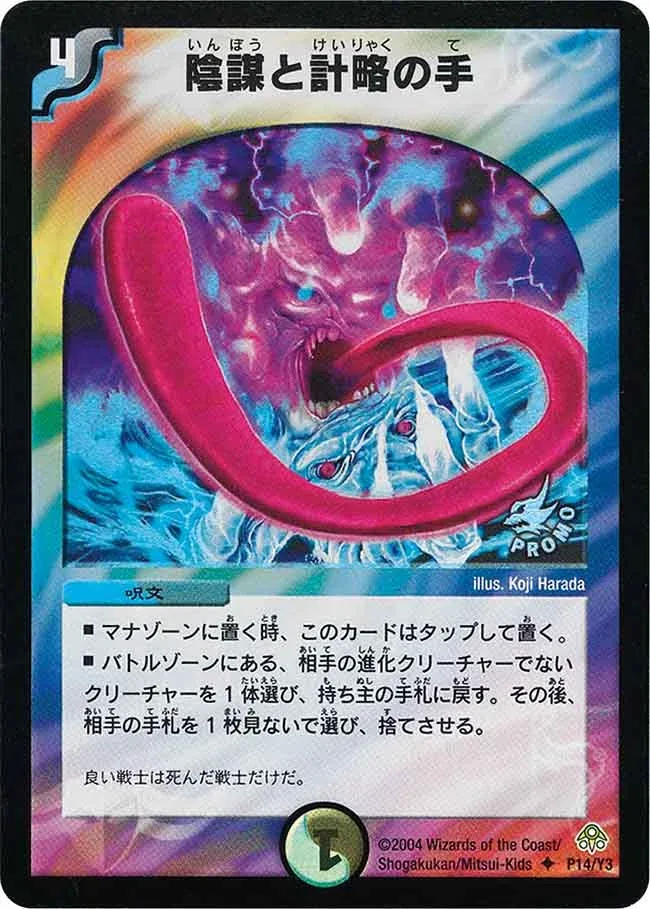 4
いんぼう けいりゃく て
陰謀と計略の手
PROMO
illus. Koji Harada
呪文
■ マナゾーンに置く時、このカードはタップして置く。
■ バトルゾーンにある、相手の進化クリーチャーでない
クリーチャーを1体選び、持ち主の手札に戻す。その後、
相手の手札を1枚見ないで選び、捨てさせる。
良い戦士は死んだ戦士だけだ。
1
©2004 Wizards of the Coast/
Shogakukan/Mitsui-Kids ♦ P14/Y3